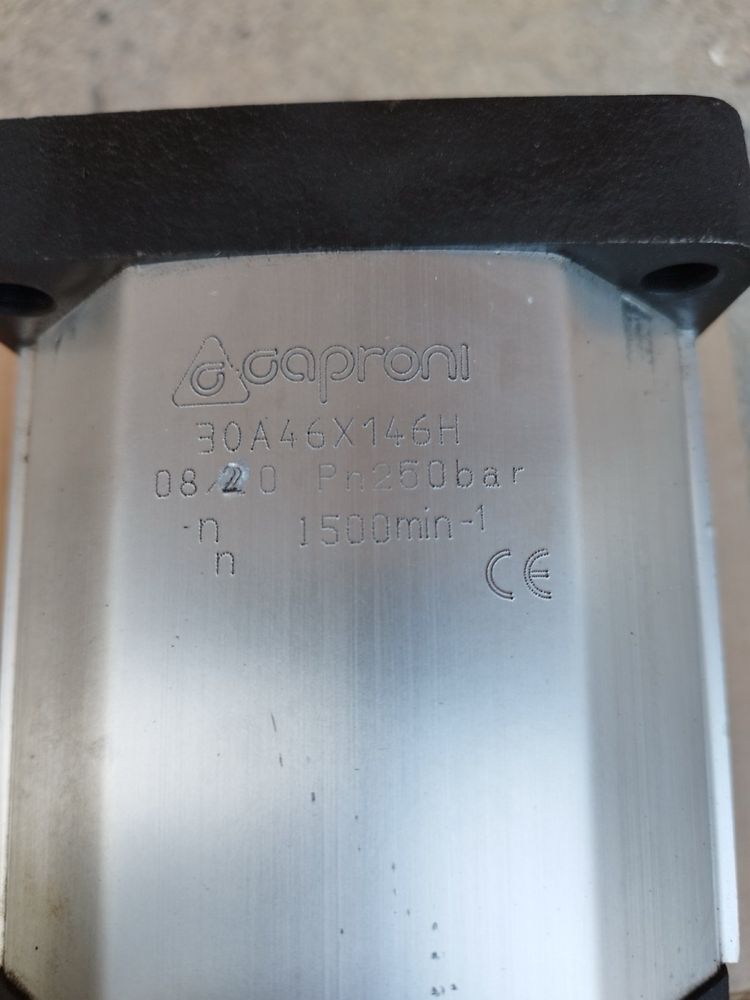 caproni
30A46X146H
08/20 Pn250bar
n 1500min-1
n
CE